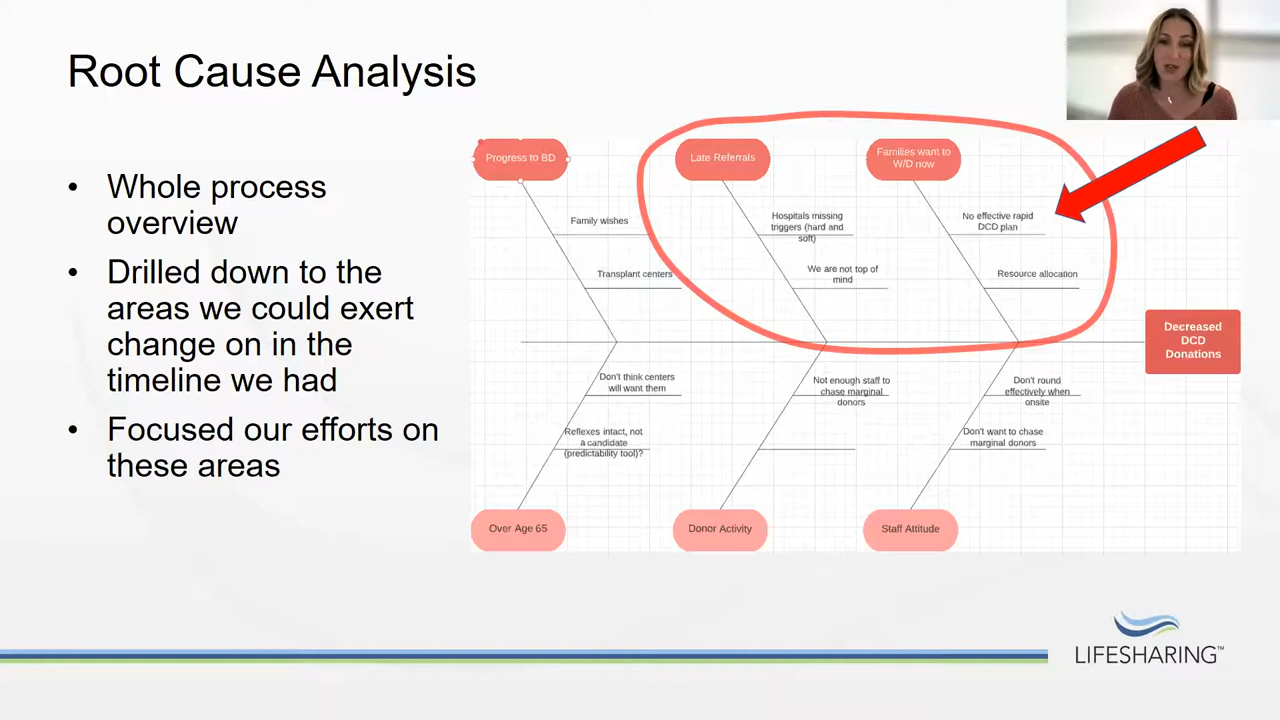 Root Cause Analysis
• Whole process
overview
• Drilled down to the
areas we could exert
change on in the
timeline we had
• Focused our efforts on
these areas
Progress to BD
Family wishes
Transplant centers
Late Referrals
Hospitals missing
triggers (hard and
soft)
We are not top of
mind
Families want to
W/D now
No effective rapid
DCD plan
Resource allocation
Decreased
DCD
Donations
Don't think centers
will want them
Reflexes intact, not
a candidate
(predictability tool)?
Over Age 65
Not enough staff to
chase marginal
donors
Donor Activity
Don't round
effectively when
onsite
Don't want to chase
marginal donors
Staff Attitude
LIFESHARING™